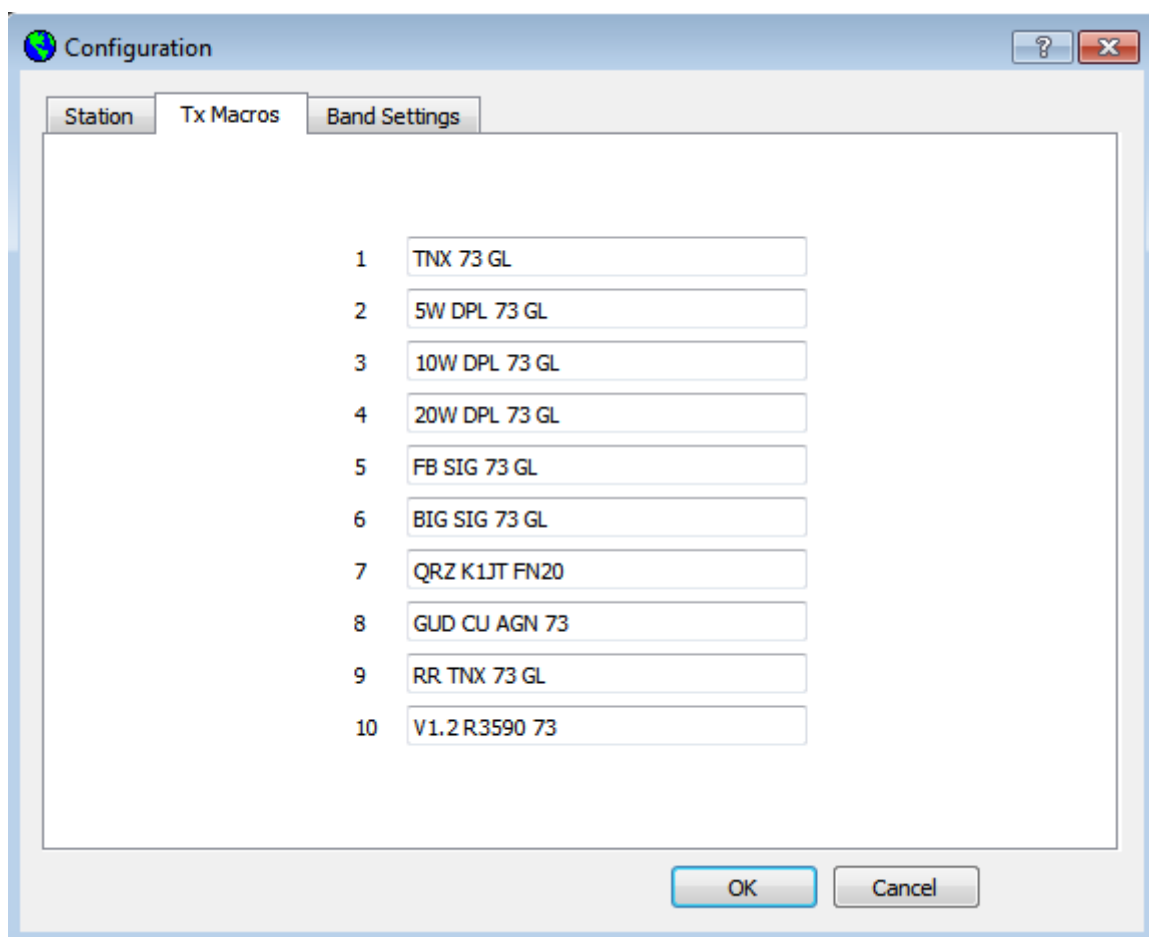 Configuration
Station Tx Macros Band Settings
1 TNX 73 GL
2 5W DPL 73 GL
3 10W DPL 73 GL
4 20W DPL 73 GL
5 FB SIG 73 GL
6 BIG SIG 73 GL
7 QRZ K1JT FN20
8 GUD CU AGN 73
9 RR TNX 73 GL
10 V1.2 R3590 73
OK Cancel